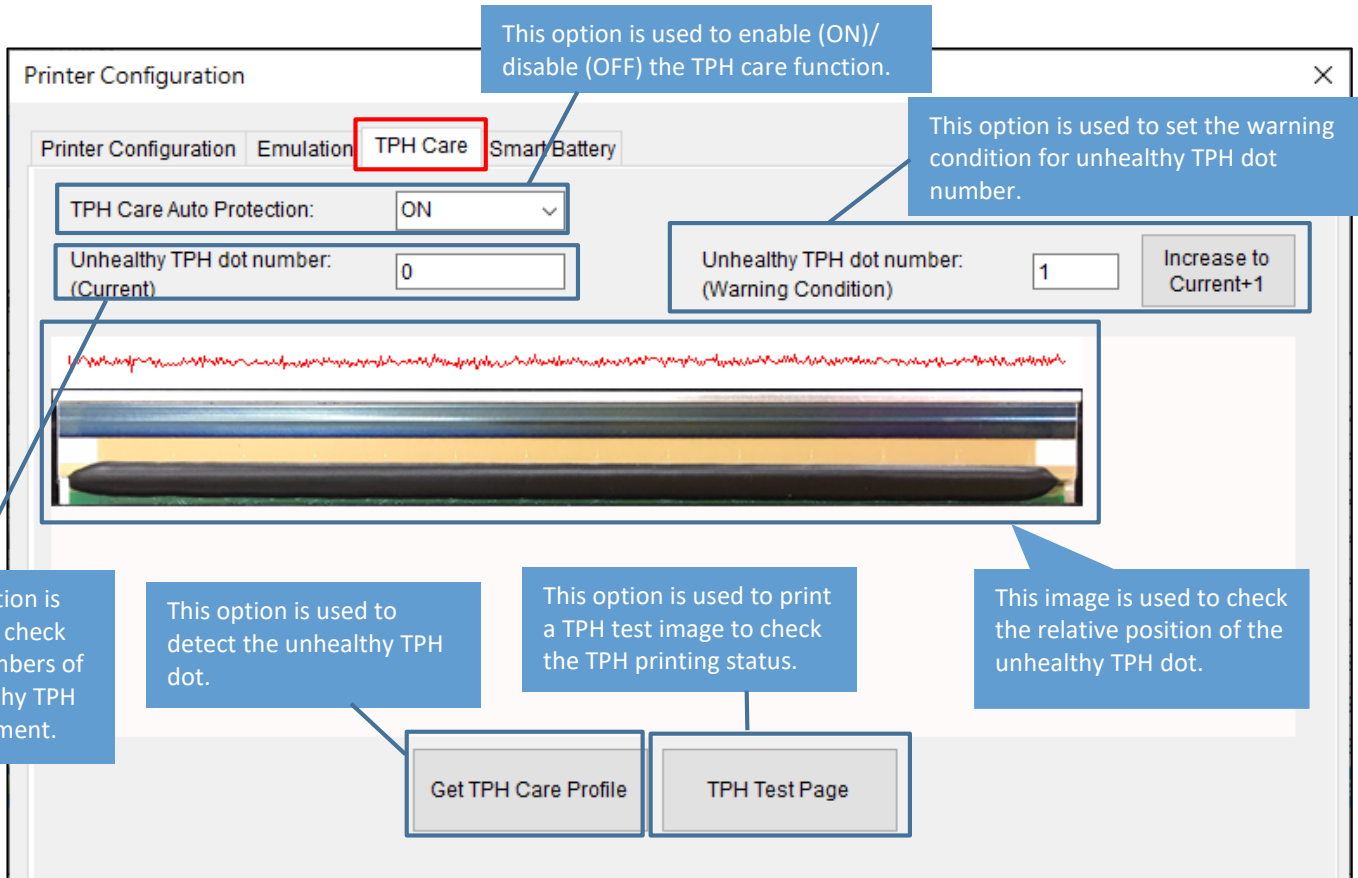 This option is used to enable (ON)/
disable (OFF) the TPH care function.
Printer Configuration
This option is used to set the warning
condition for unhealthy TPH dot
number.
Printer Configuration Emulation TPH Care Smart Battery
TPH Care Auto Protection: ON
Unhealthy TPH dot number:
(Current)
0
Unhealthy TPH dot number:
(Warning Condition)
1
Increase to
Current+1
is
check
of
TPH
This option is used to
detect the unhealthy TPH
dot.
This option is used to print
a TPH test image to check
the TPH printing status.
This image is used to check
the relative position of the
unhealthy TPH dot.
Get TPH Care Profile
TPH Test Page